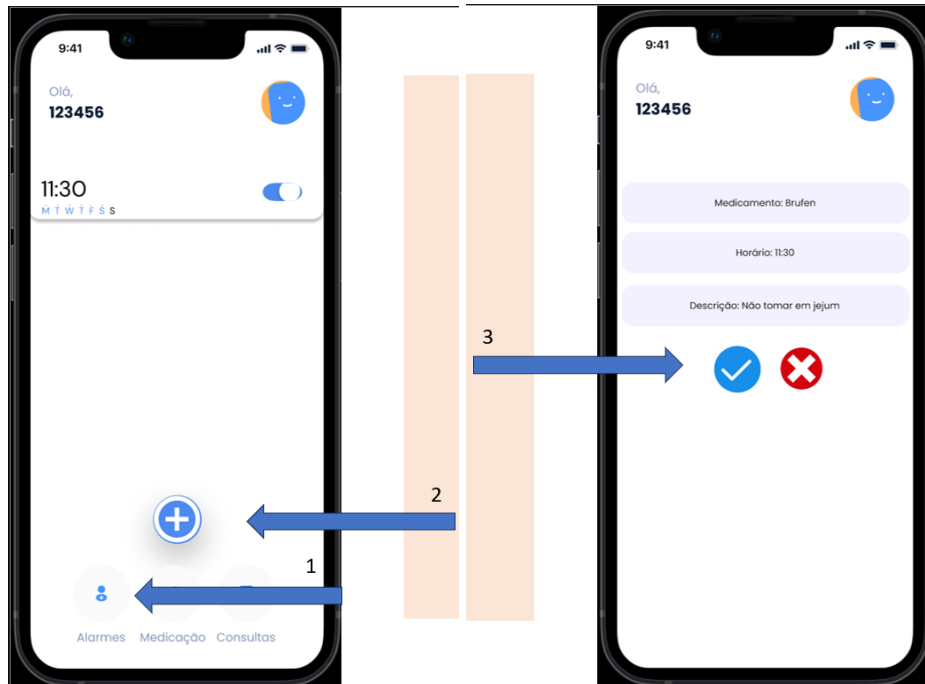 9:41
Olá,
123456
11:30
M T W T F S S
1
2
Alarmes Medicação Consultas
3
9:41
Olá,
123456
Medicamento: Brufen
Horário: 11:30
Descrição: Não tomar em jejum